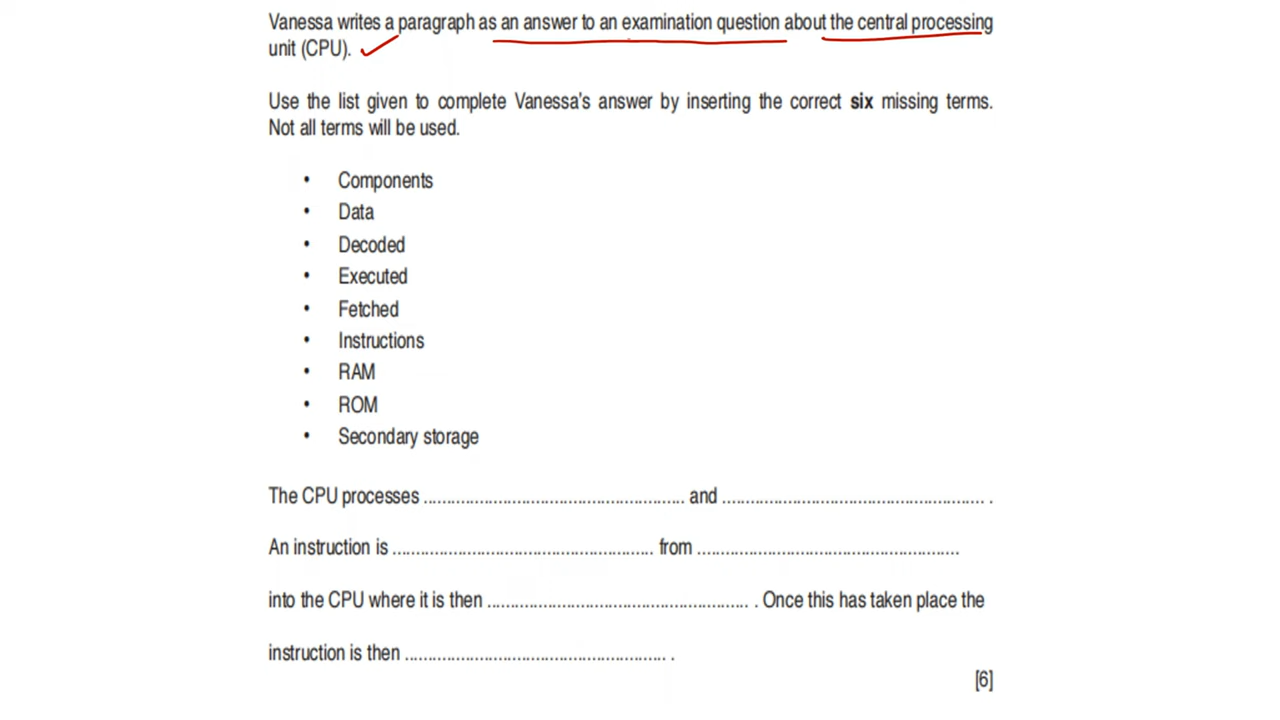 Vanessa writes a paragraph as an answer to an examination question about the central processing
unit (CPU).
Use the list given to complete Vanessa's answer by inserting the correct six missing terms.
Not all terms will be used.
• Components
• Data
• Decoded
• Executed
• Fetched
• Instructions
• RAM
• ROM
• Secondary storage
The CPU processes ........................................................ and ......................................................... .
An instruction is ........................................................ from .........................................................
into the CPU where it is then ........................................................ . Once this has taken place the
instruction is then ........................................................ .
[6]